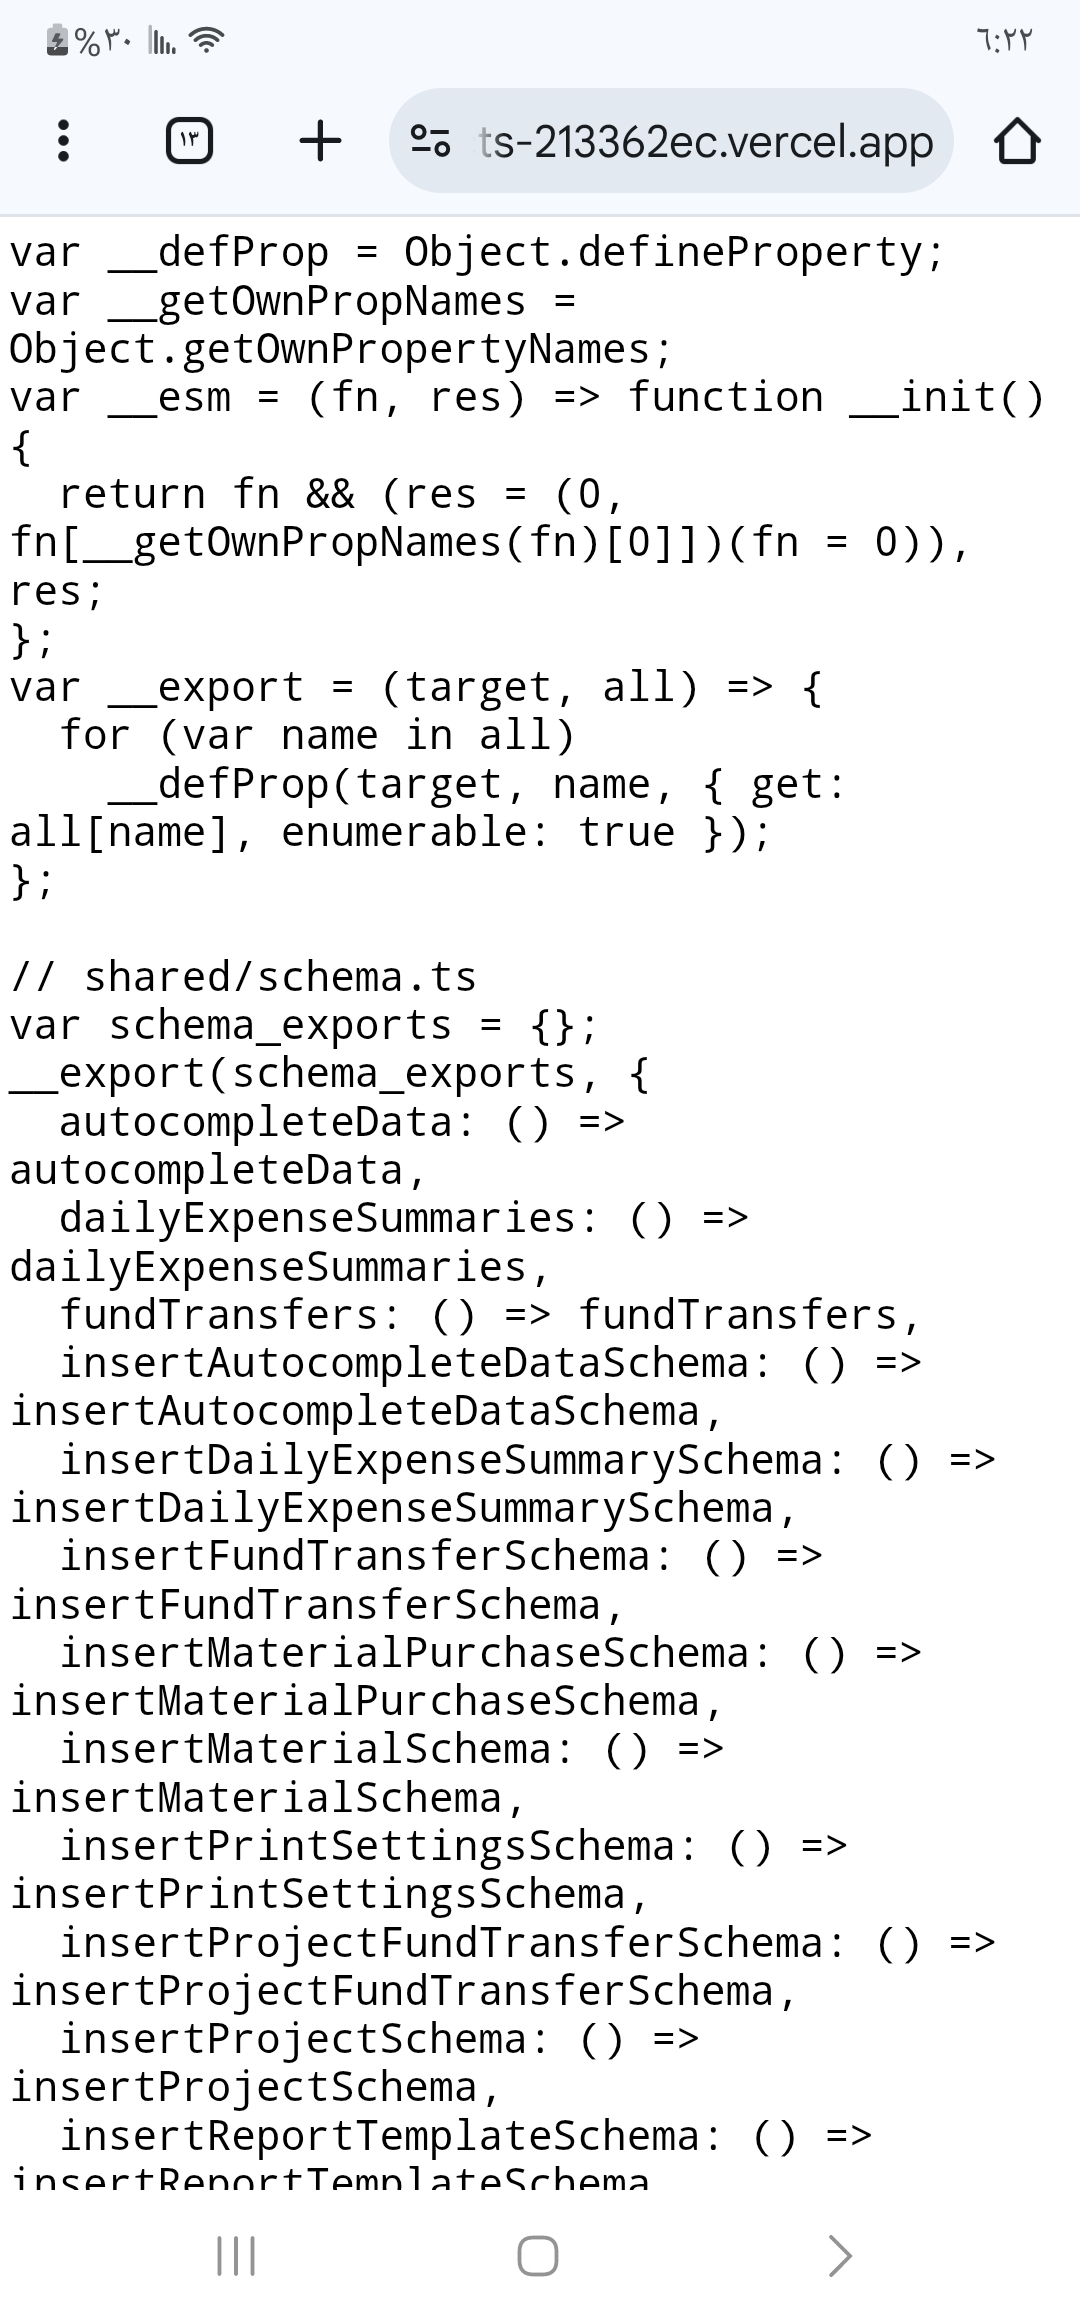 %٣٠
٦:٢٢
١٣
ts-213362ec.vercel.app
var __defProp = Object.defineProperty;
var __getOwnPropNames =
Object.getOwnPropertyNames;
var __esm = (fn, res) => function __init()
{
  return fn && (res = (0,
fn[__getOwnPropNames(fn)[0]])(fn = 0)),
res;
};
var __export = (target, all) => {
  for (var name in all)
    __defProp(target, name, { get:
all[name], enumerable: true });
};

// shared/schema.ts
var schema_exports = {};
__export(schema_exports, {
  autocompleteData: () =>
autocompleteData,
  dailyExpenseSummaries: () =>
dailyExpenseSummaries,
  fundTransfers: () => fundTransfers,
  insertAutocompleteDataSchema: () =>
insertAutocompleteDataSchema,
  insertDailyExpenseSummarySchema: () =>
insertDailyExpenseSummarySchema,
  insertFundTransferSchema: () =>
insertFundTransferSchema,
  insertMaterialPurchaseSchema: () =>
insertMaterialPurchaseSchema,
  insertMaterialSchema: () =>
insertMaterialSchema,
  insertPrintSettingsSchema: () =>
insertPrintSettingsSchema,
  insertProjectFundTransferSchema: () =>
insertProjectFundTransferSchema,
  insertProjectSchema: () =>
insertProjectSchema,
  insertReportTemplateSchema: () =>
insertReportTemplateSchema